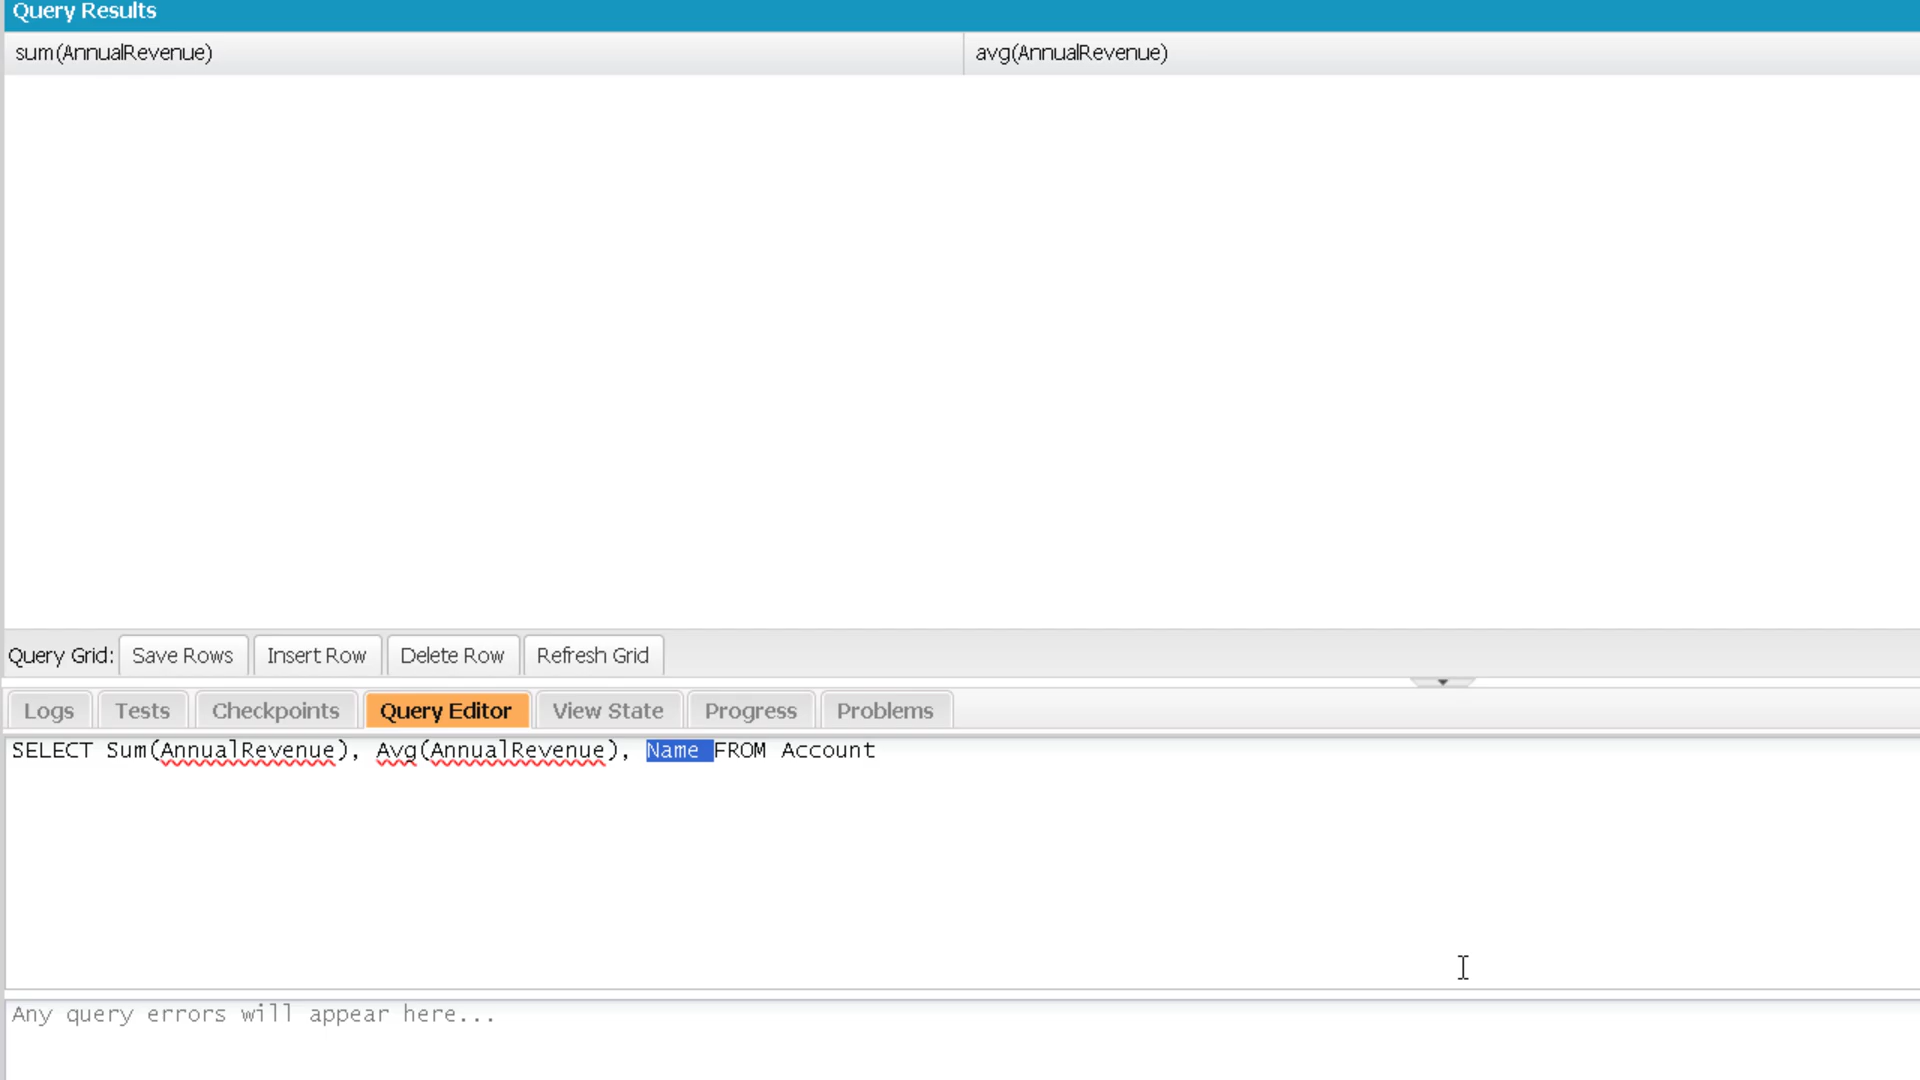 Query Results
sum(AnnualRevenue) avg(AnnualRevenue)
Query Grid: Save Rows Insert Row Delete Row Refresh Grid
Logs Tests Checkpoints Query Editor View State Progress Problems
SELECT Sum(AnnualRevenue), Avg(AnnualRevenue), Name FROM Account
Any query errors will appear here...